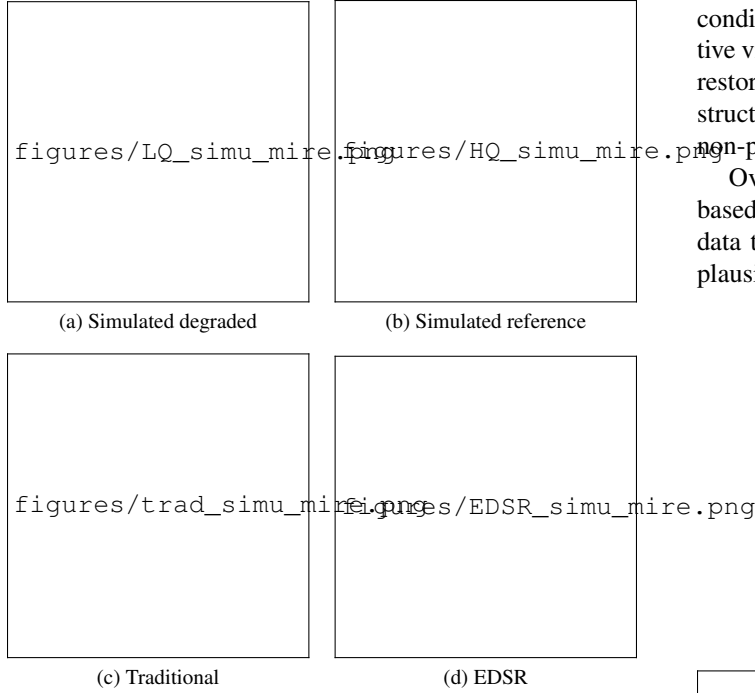 figures/LQ_simu_mire.png
figures/HQ_simu_mire.png
(a) Simulated degraded
(b) Simulated reference
figures/trad_simu_mire.png
figures/EDSR_simu_mire.png
(c) Traditional
(d) EDSR
condi
tive v
restor
struct
non-p
Ov
based
data t
plaus